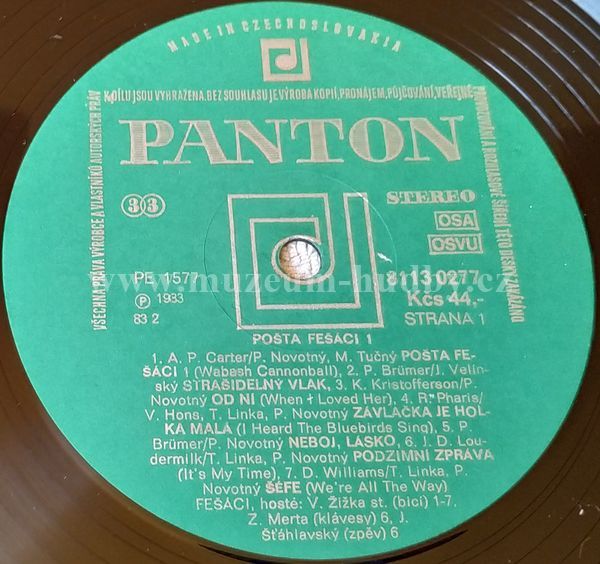 MADE IN CZECHOSLOVAKIA
VŠECHNA PRÁVA VÝROBCE A VLASTNÍKŮ AUTORSKÝCH PRÁV
K DÍLU JSOU VYHRAZENA. BEZ SOUHLASU JE VÝROBA KOPIÍ, PRONÁJEM, PŮJČOVÁNÍ, VEŘEJNÉ
PROVOZOVÁNÍ A ROZHLASOVÉ ŠÍŘENÍ TÉTO DESKY ZAKÁZÁNO
PANTON
33
STEREO
OSA
OSVU
PE 1577
8113 0277
℗ 1983
Kčs 44,-
83 2
STRANA 1
www.muzeum-hudby.cz
POŠTA FEŠÁCI 1
1. A. P. Carter/P. Novotný, M. Tučný POŠTA FE-
ŠÁCI 1 (Wabash Cannonball), 2. P. Brümer/J. Velín-
ský STRAŠIDELNÝ VLAK, 3. K. Kristofferson/P.
Novotný OD NÍ (When I Loved Her), 4. R. Pharis/
V. Hons, T. Linka, P. Novotný ZÁVLAČKA JE HOL-
KA MALÁ (I Heard The Bluebirds Sing), 5. P.
Brümer/P. Novotný NEBOJ, LÁSKO, 6. J. D. Lou-
dermilk/T. Linka, P. Novotný PODZIMNÍ ZPRÁVA
(It's My Time), 7. D. Williams/T. Linka, P.
Novotný ŠÉFE (We're All The Way)
FEŠÁCI, hosté: V. Žižka st. (bicí) 1-7.
Z. Merta (klávesy) 6, J.
Šťáhlavský (zpěv) 6